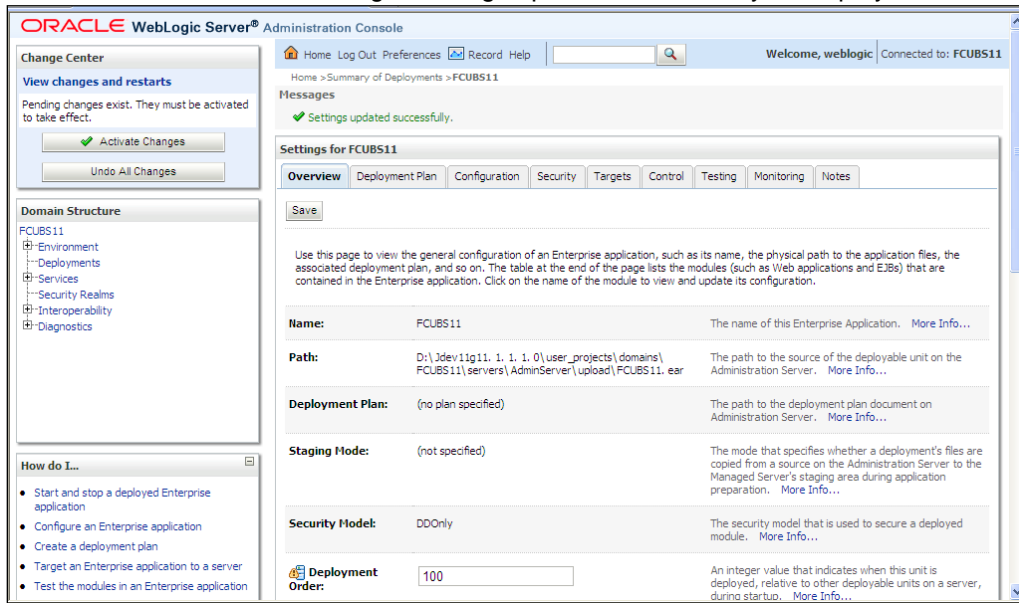 ORACLE WebLogic Server® Administration Console
Change Center
View changes and restarts
Pending changes exist. They must be activated
to take effect.
Activate Changes
Undo All Changes
Domain Structure
FCUBS11
Environment
Deployments
Services
Security Realms
Interoperability
Diagnostics
How do I...
Start and stop a deployed Enterprise
application
Configure an Enterprise application
Create a deployment plan
Target an Enterprise application to a server
Test the modules in an Enterprise application
Home Log Out Preferences Record Help
Welcome, weblogic Connected to: FCUBS11
Home >Summary of Deployments >FCUBS11
Messages
Settings updated successfully.
Settings for FCUBS11
Overview Deployment Plan Configuration Security Targets Control Testing Monitoring Notes
Save
Use this page to view the general configuration of an Enterprise application, such as its name, the physical path to the application files, the
associated deployment plan, and so on. The table at the end of the page lists the modules (such as Web applications and EJBs) that are
contained in the Enterprise application. Click on the name of the module to view and update its configuration.
Name: FCUBS11 The name of this Enterprise Application. More Info...
Path: D:\Jdev11g11. 1. 1. 1. 0\user_projects\domains\ The path to the source of the deployable unit on the
FCUBS11\servers\AdminServer\upload\FCUBS11. ear Administration Server. More Info...
Deployment Plan: (no plan specified) The path to the deployment plan document on
Administration Server. More Info...
Staging Mode: (not specified) The mode that specifies whether a deployment's files are
copied from a source on the Administration Server to the
Managed Server's staging area during application
preparation. More Info...
Security Model: DDOnly The security model that is used to secure a deployed
module. More Info...
Deployment Order: 100 An integer value that indicates when this unit is
deployed, relative to other deployable units on a server,
during startup. More Info...